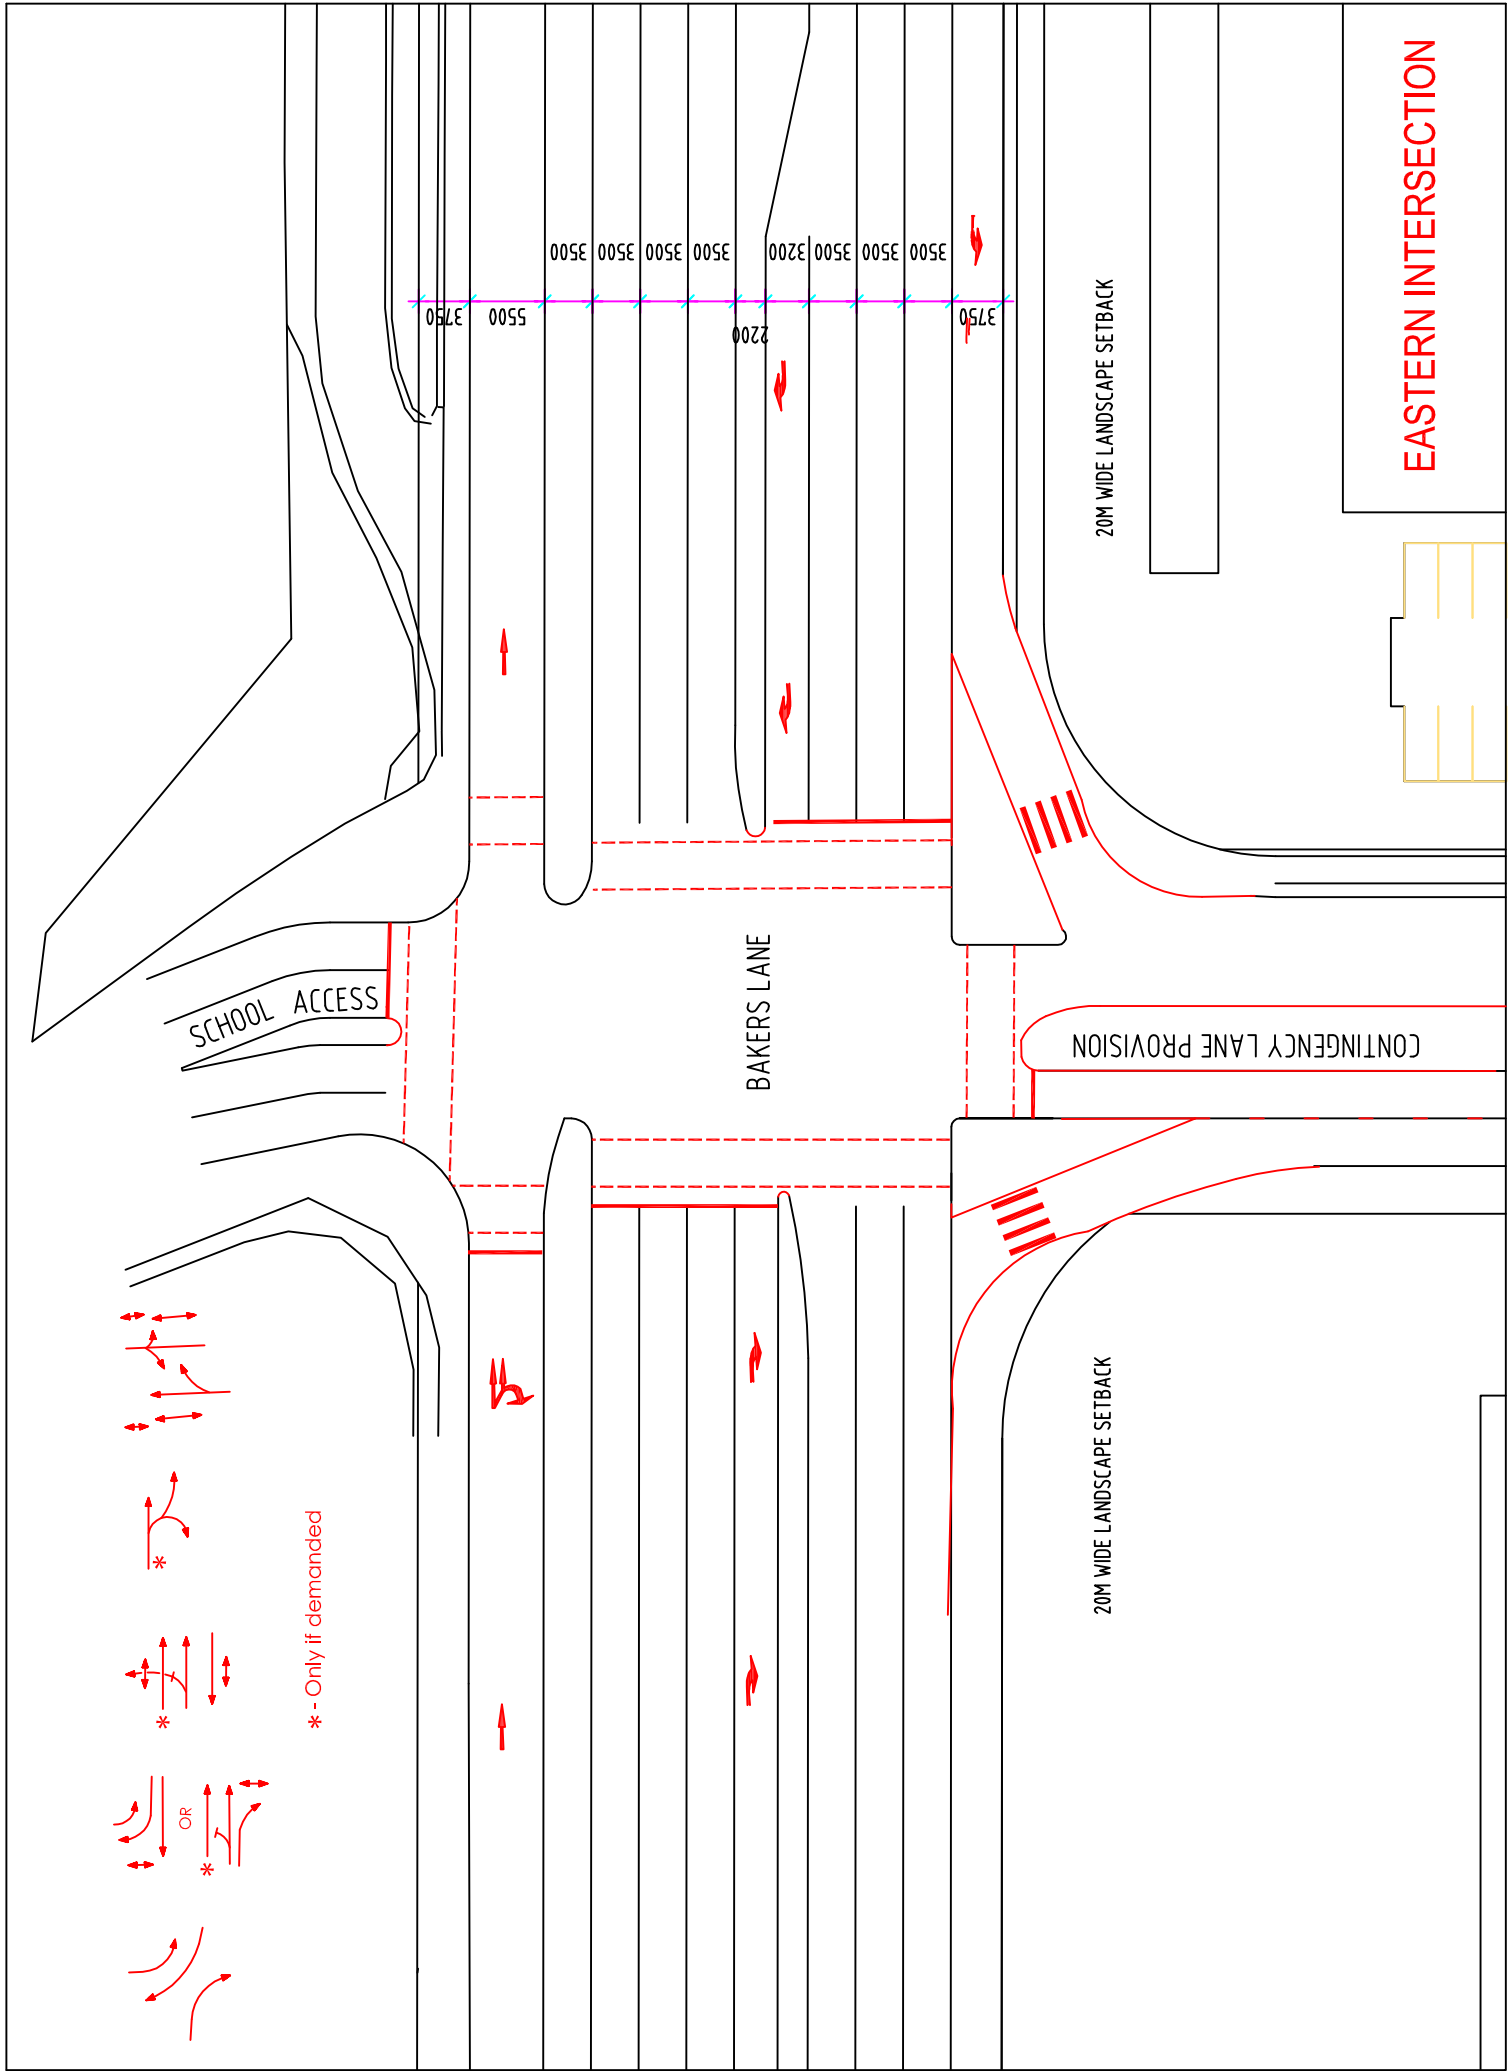 EASTERN INTERSECTION
20M WIDE LANDSCAPE SETBACK
20M WIDE LANDSCAPE SETBACK
BAKERS LANE
SCHOOL ACCESS
CONTINGENCY LANE PROVISION
3750
5500
3500
3500
3500
3500
2200
3200
3500
3500
3500
3750
* - Only if demanded
*
*
OR
*